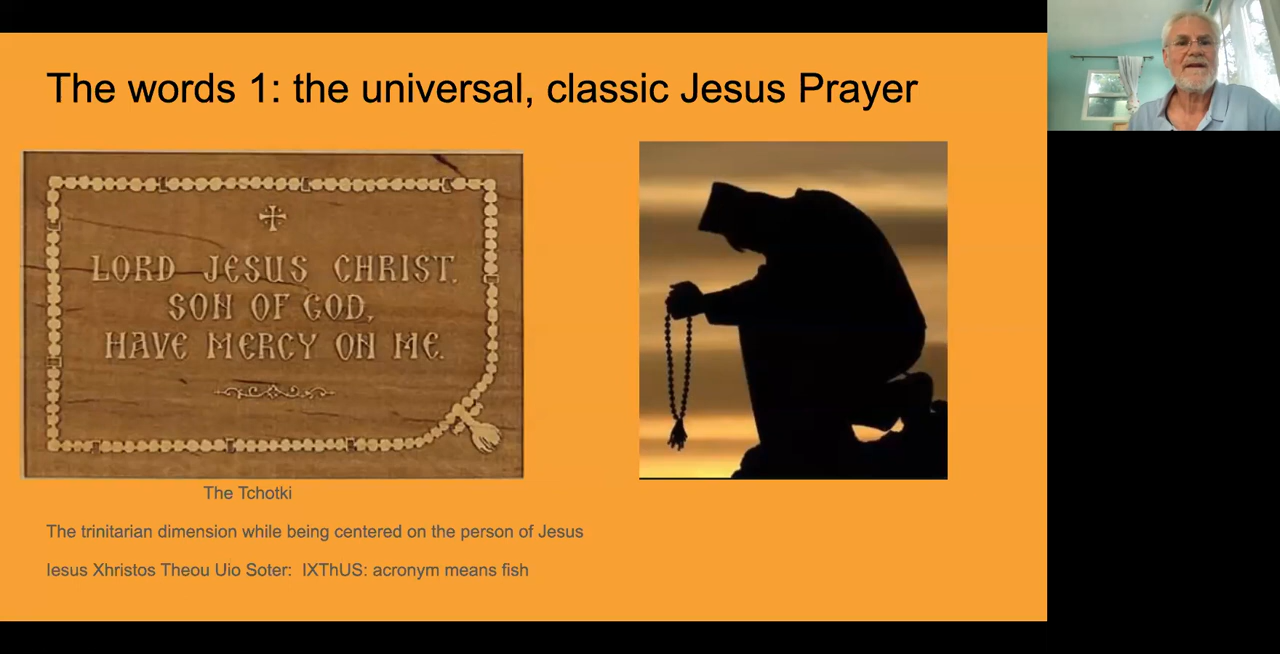 The words 1: the universal, classic Jesus Prayer
LORD JESUS CHRIST,
SON OF GOD,
HAVE MERCY ON ME.
The Tchotki
The trinitarian dimension while being centered on the person of Jesus
Iesus Xhristos Theou Uio Soter: IXThUS: acronym means fish